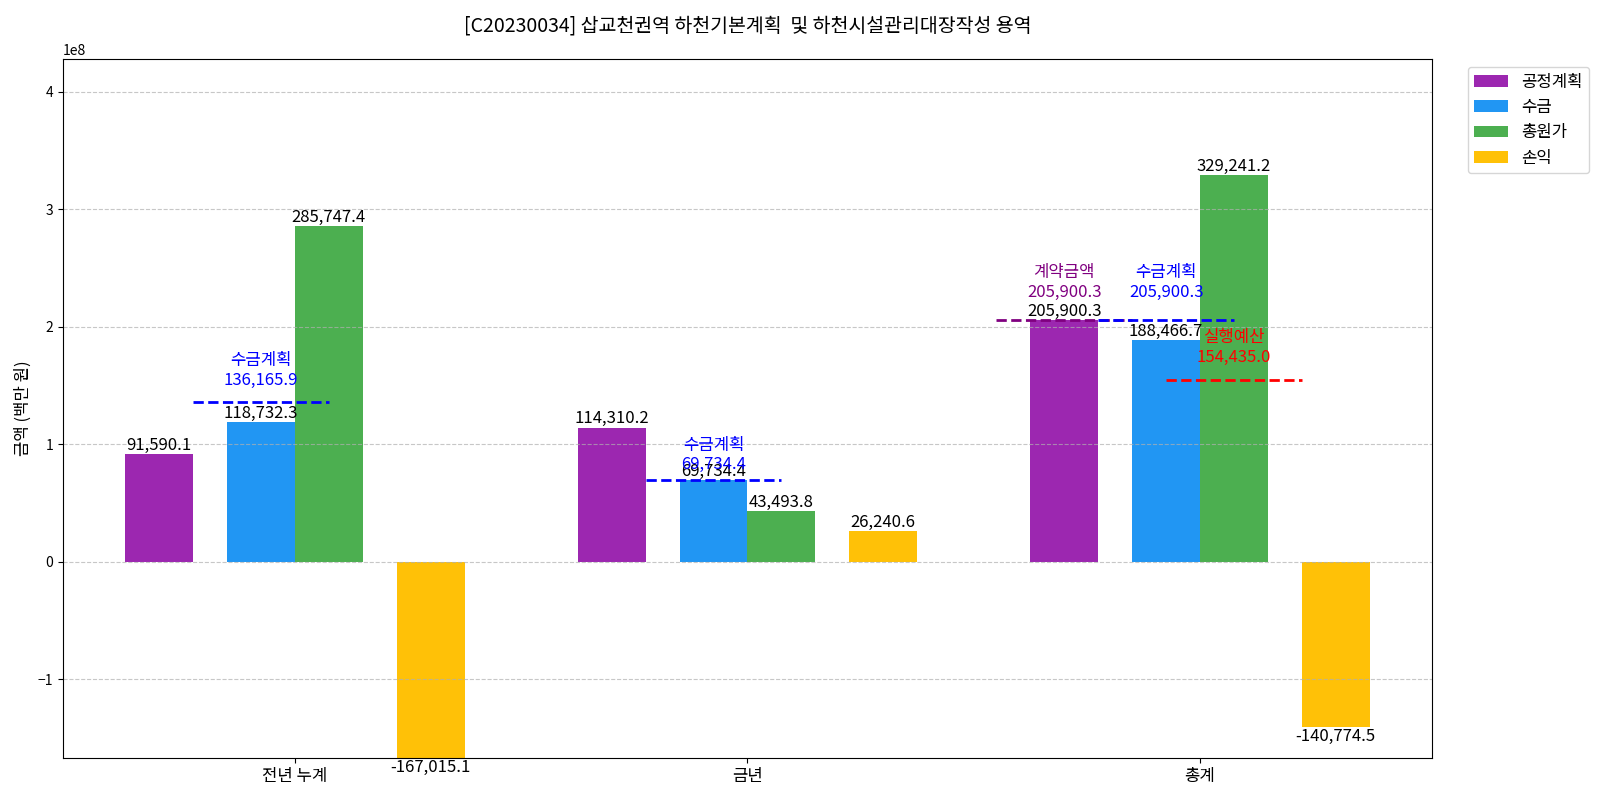 [C20230034] 삽교천권역 하천기본계획 및 하천시설관리대장작성 용역
1e8
4
3
2
1
0
−1
금액 (백만 원)
공정계획
수금
총원가
손익
91,590.1
수금계획
136,165.9
118,732.3
285,747.4
-167,015.1
114,310.2
수금계획
69,734.4
69,734.4
43,493.8
26,240.6
계약금액
205,900.3
205,900.3
수금계획
205,900.3
188,466.7
329,241.2
실행예산
154,435.0
-140,774.5
전년 누계
금년
총계